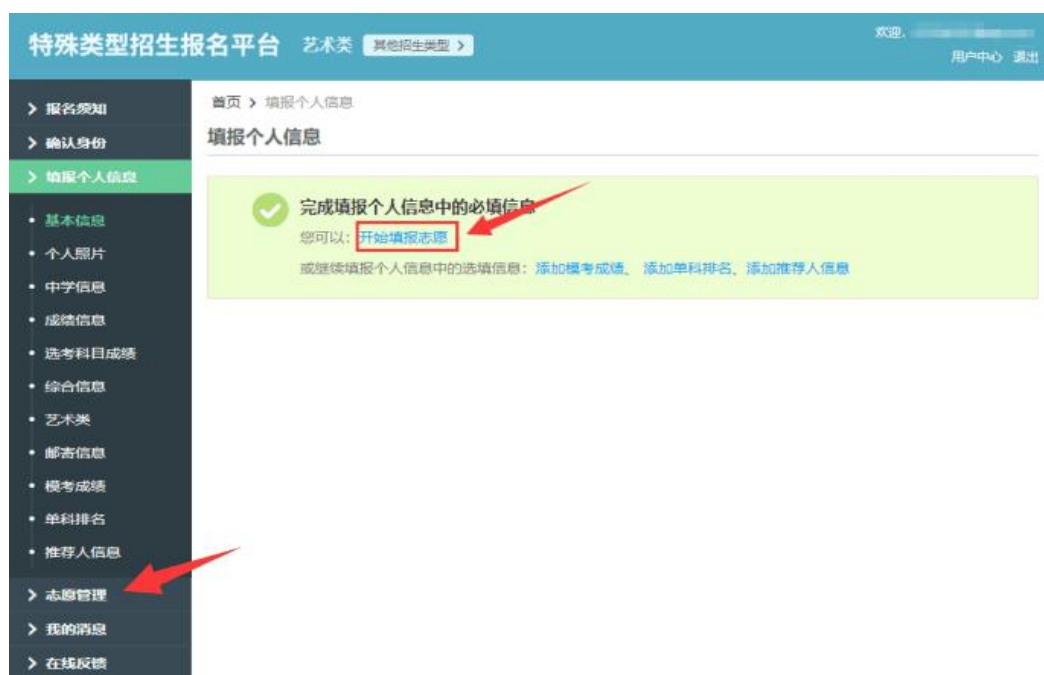 特殊类型招生报名平台 艺术类 其他招生类型 >
欢迎,
用户中心 退出
> 报名须知
> 确认身份
> 填报个人信息
• 基本信息
• 个人照片
• 中学信息
• 成绩信息
• 选考科目成绩
• 综合信息
• 艺术类
• 邮寄信息
• 模考成绩
• 单科排名
• 推荐人信息
> 志愿管理
> 我的消息
> 在线反馈
首页 > 填报个人信息
填报个人信息
完成填报个人信息中的必填信息
您可以：开始填报志愿
或继续填报个人信息中的选填信息：添加模考成绩、 添加单科排名、添加推荐人信息